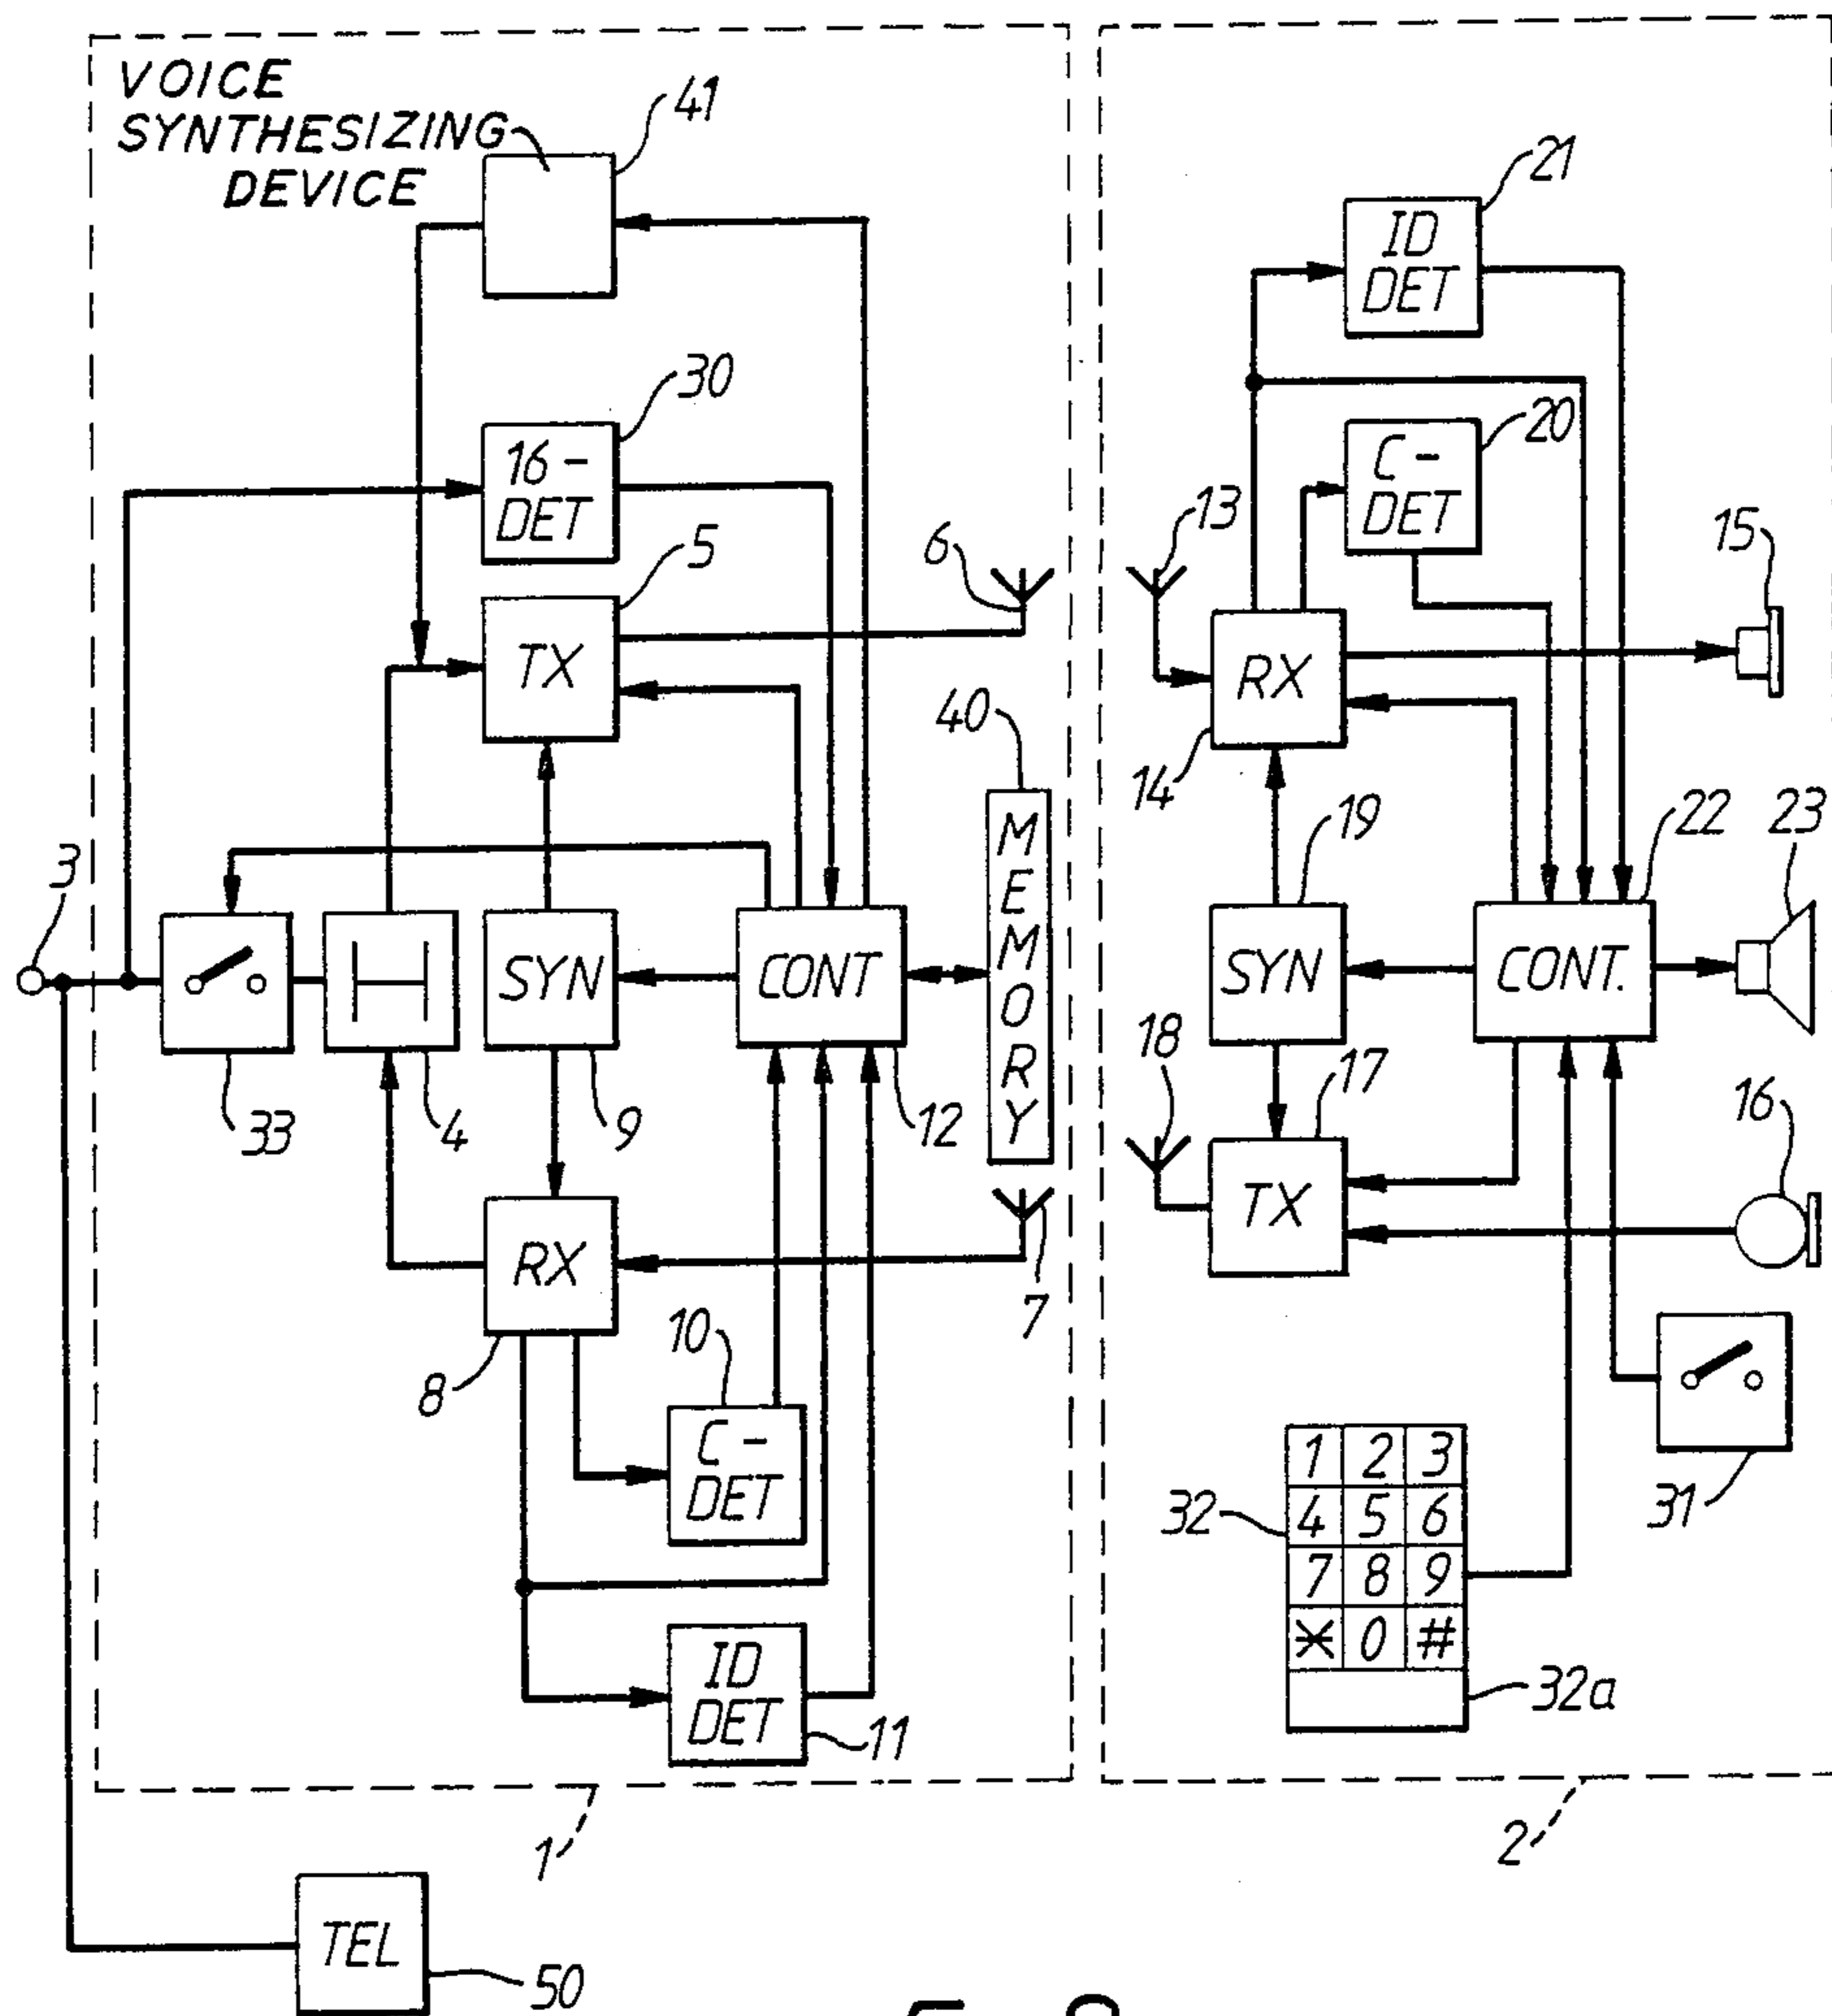 VOICE
SYNTHESIZING
DEVICE
41
30
16-
DET
5
TX
6
40
MEMORY
3
33
4
SYN
9
CONT
12
RX
8
7
10
C-
DET
ID
DET
11
1'
TEL
50
21
ID
DET
20
C-
DET
13
15
RX
14
19
SYN
22
CONT.
23
18
17
TX
16
31
32
1 2 3
4 5 6
7 8 9
* 0 #
32a
2'